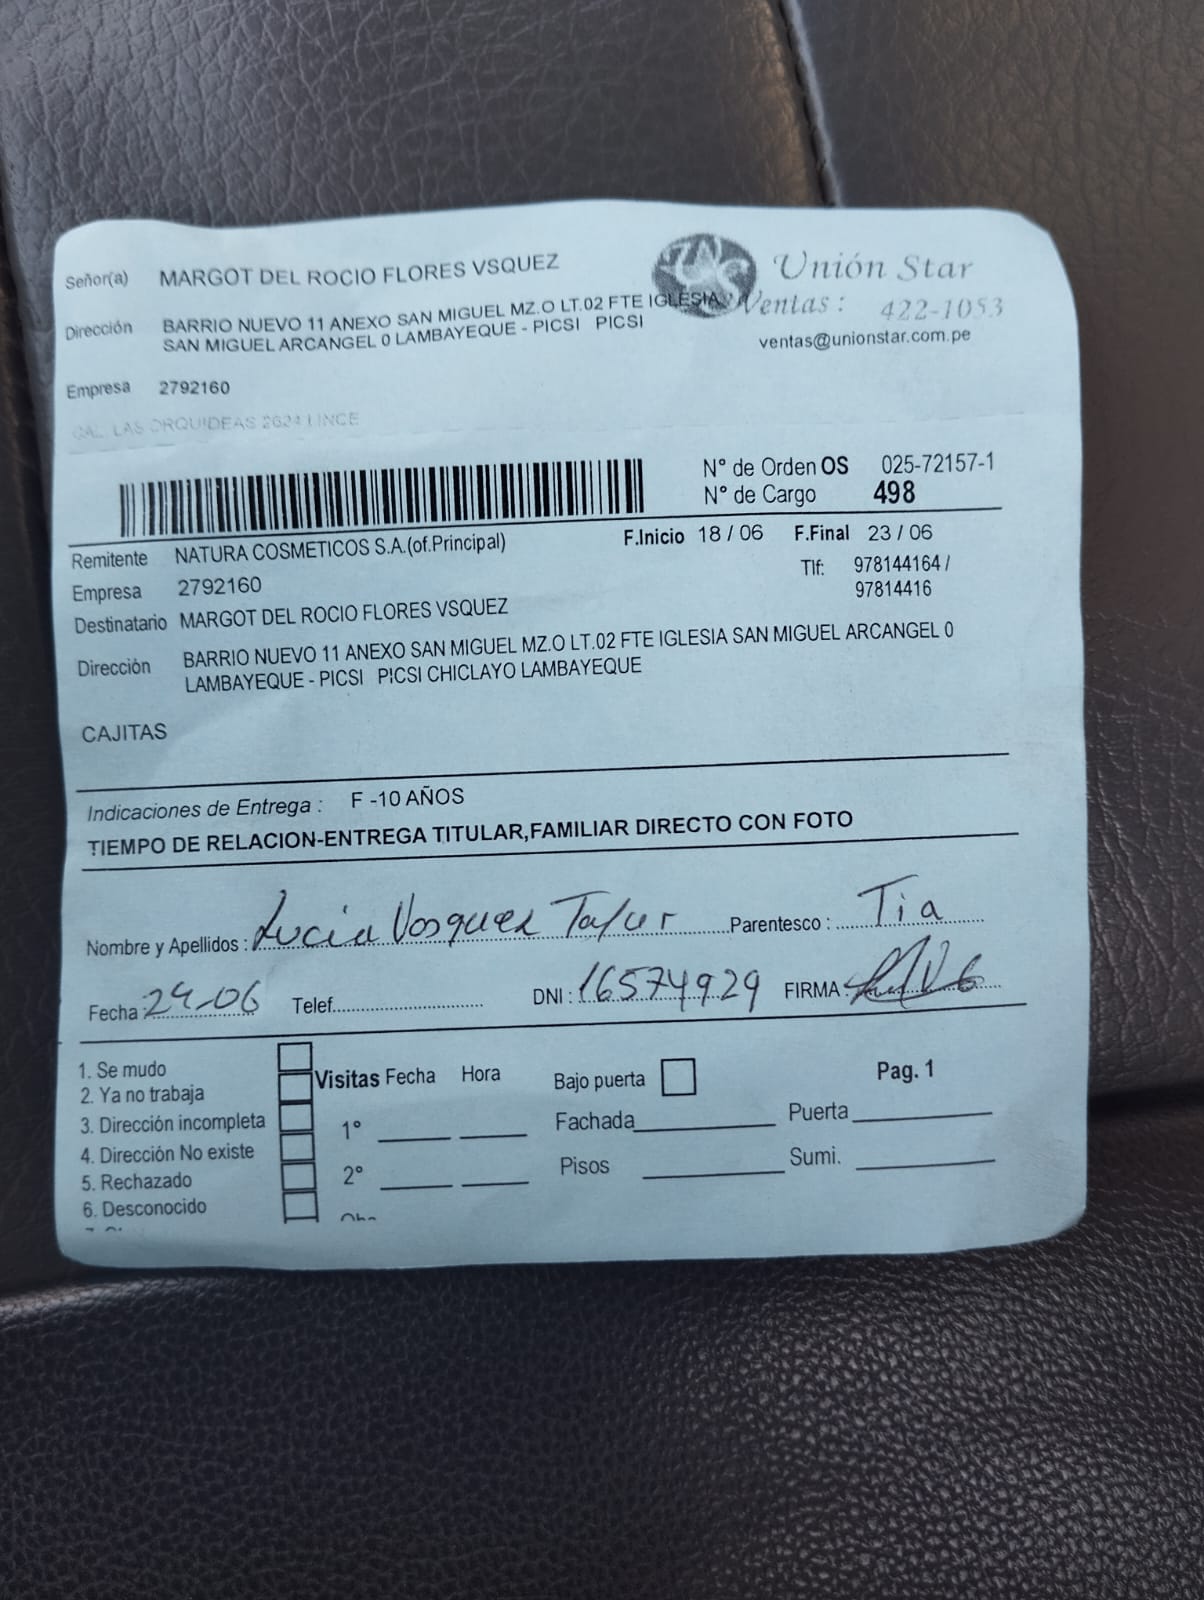 Señor(a) MARGOT DEL ROCIO FLORES VSQUEZ
Unión Star
Dirección BARRIO NUEVO 11 ANEXO SAN MIGUEL MZ.O LT.02 FTE IGLESIA
SAN MIGUEL ARCANGEL 0 LAMBAYEQUE - PICSI PICSI
Ventas: 422-1053
ventas@unionstar.com.pe
Empresa 2792160
CAL. LAS ORQUIDEAS 2624 LINCE
N° de Orden OS 025-72157-1
N° de Cargo 498
Remitente NATURA COSMETICOS S.A.(of.Principal)
F.Inicio 18 / 06 F.Final 23 / 06
Empresa 2792160
Tlf: 978144164 /
97814416
Destinatario MARGOT DEL ROCIO FLORES VSQUEZ
Dirección BARRIO NUEVO 11 ANEXO SAN MIGUEL MZ.O LT.02 FTE IGLESIA SAN MIGUEL ARCANGEL 0
LAMBAYEQUE - PICSI PICSI CHICLAYO LAMBAYEQUE
CAJITAS
Indicaciones de Entrega : F -10 AÑOS
TIEMPO DE RELACION-ENTREGA TITULAR,FAMILIAR DIRECTO CON FOTO
Nombre y Apellidos : Lucia Vasquez Tafur Parentesco : Tia
Fecha : 24-06 Telef. DNI : 16574929 FIRMA
1. Se mudo
2. Ya no trabaja
3. Dirección incompleta
4. Dirección No existe
5. Rechazado
6. Desconocido
Visitas Fecha Hora
1°
2°
Bajo puerta
Fachada
Pisos
Pag. 1
Puerta
Sumi.